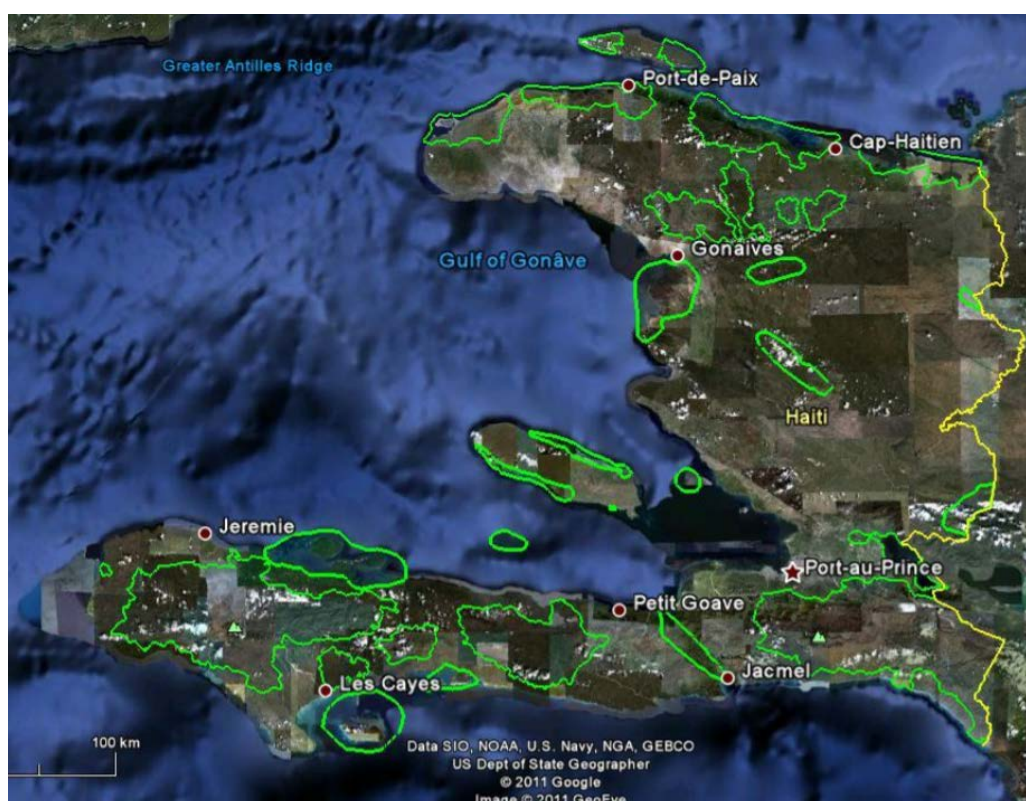 Greater Antilles Ridge
Port-de-Paix
Cap-Haitien
Gonaives
Gulf of Gonâve
Haiti
Jeremie
Port-au-Prince
Petit Goave
Jacmel
Les Cayes
100 km
Data SIO, NOAA, U.S. Navy, NGA, GEBCO
US Dept of State Geographer
© 2011 Google
Image © 2011 GeoEye